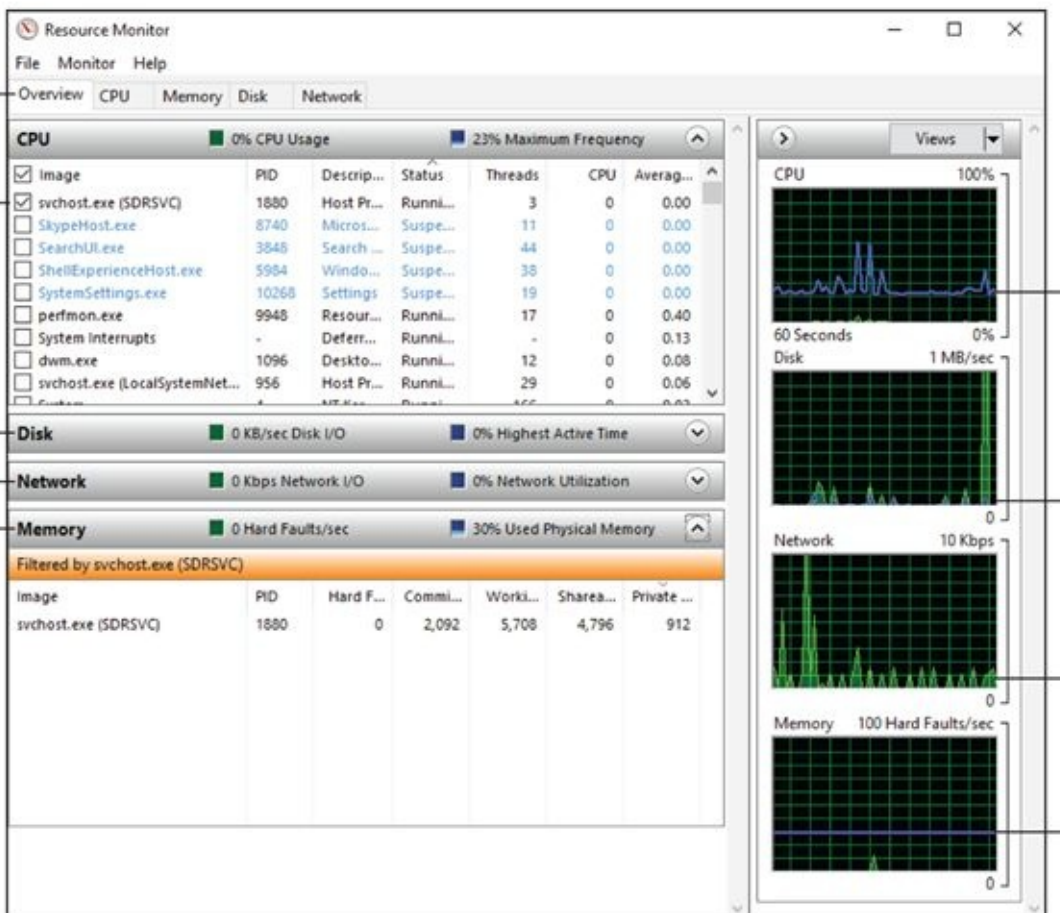 Resource Monitor
File Monitor Help
Overview CPU Memory Disk Network
CPU 0% CPU Usage 23% Maximum Frequency
Image PID Descrip... Status Threads CPU Averag...
svchost.exe (SDRSVC) 1880 Host Pr... Runni... 3 0 0.00
SkypeHost.exe 8740 Micros... Suspe... 11 0 0.00
SearchUI.exe 3848 Search ... Suspe... 44 0 0.00
ShellExperienceHost.exe 5984 Windo... Suspe... 38 0 0.00
SystemSettings.exe 10268 Settings Suspe... 19 0 0.00
perfmon.exe 9948 Resour... Runni... 17 0 0.40
System Interrupts - Deferr... Runni... - 0 0.13
dwm.exe 1096 Deskto... Runni... 12 0 0.08
svchost.exe (LocalSystemNet... 956 Host Pr... Runni... 29 0 0.06
Disk 0 KB/sec Disk I/O 0% Highest Active Time
Network 0 Kbps Network I/O 0% Network Utilization
Memory 0 Hard Faults/sec 30% Used Physical Memory
Filtered by svchost.exe (SDRSVC)
Image PID Hard F... Commi... Worki... Sharea... Private ...
svchost.exe (SDRSVC) 1880 0 2,092 5,708 4,796 912
Views
CPU 100%
60 Seconds 0%
Disk 1 MB/sec
0
Network 10 Kbps
0
Memory 100 Hard Faults/sec
0